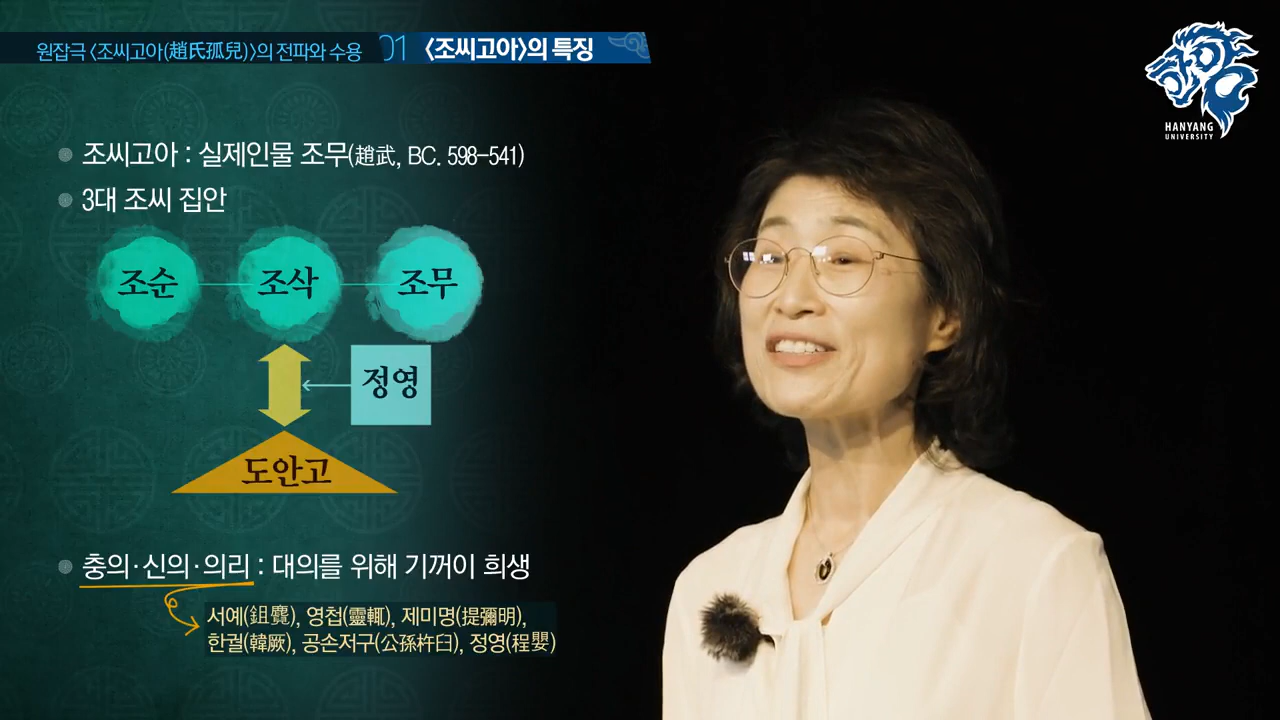 원잡극 〈조씨고아(趙氏孤兒)〉의 전파와 수용 01 〈조씨고아〉의 특징
HANYANG
UNIVERSITY
조씨고아 : 실제인물 조무(趙武, BC. 598-541)
3대 조씨 집안
조순 조삭 조무
정영
도안고
충의·신의·의리 : 대의를 위해 기꺼이 희생
서예(鉏麑), 영첩(靈輒), 제미명(提彌明),
한궐(韓厥), 공손저구(公孫杵臼), 정영(程嬰)